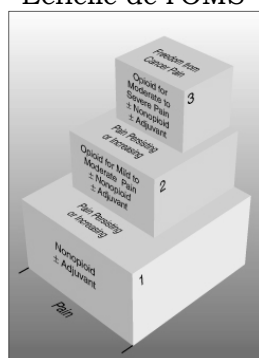 Echelle de l'OMS
Freedom from
Cancer Pain
Opioid for
Moderate to
Severe Pain
± Nonopioid
± Adjuvant
3
Pain Persisting
or Increasing
Opioid for Mild to
Moderate Pain
± Nonopioid
± Adjuvant
2
Pain Persisting
or Increasing
Nonopioid
± Adjuvant
1
Pain